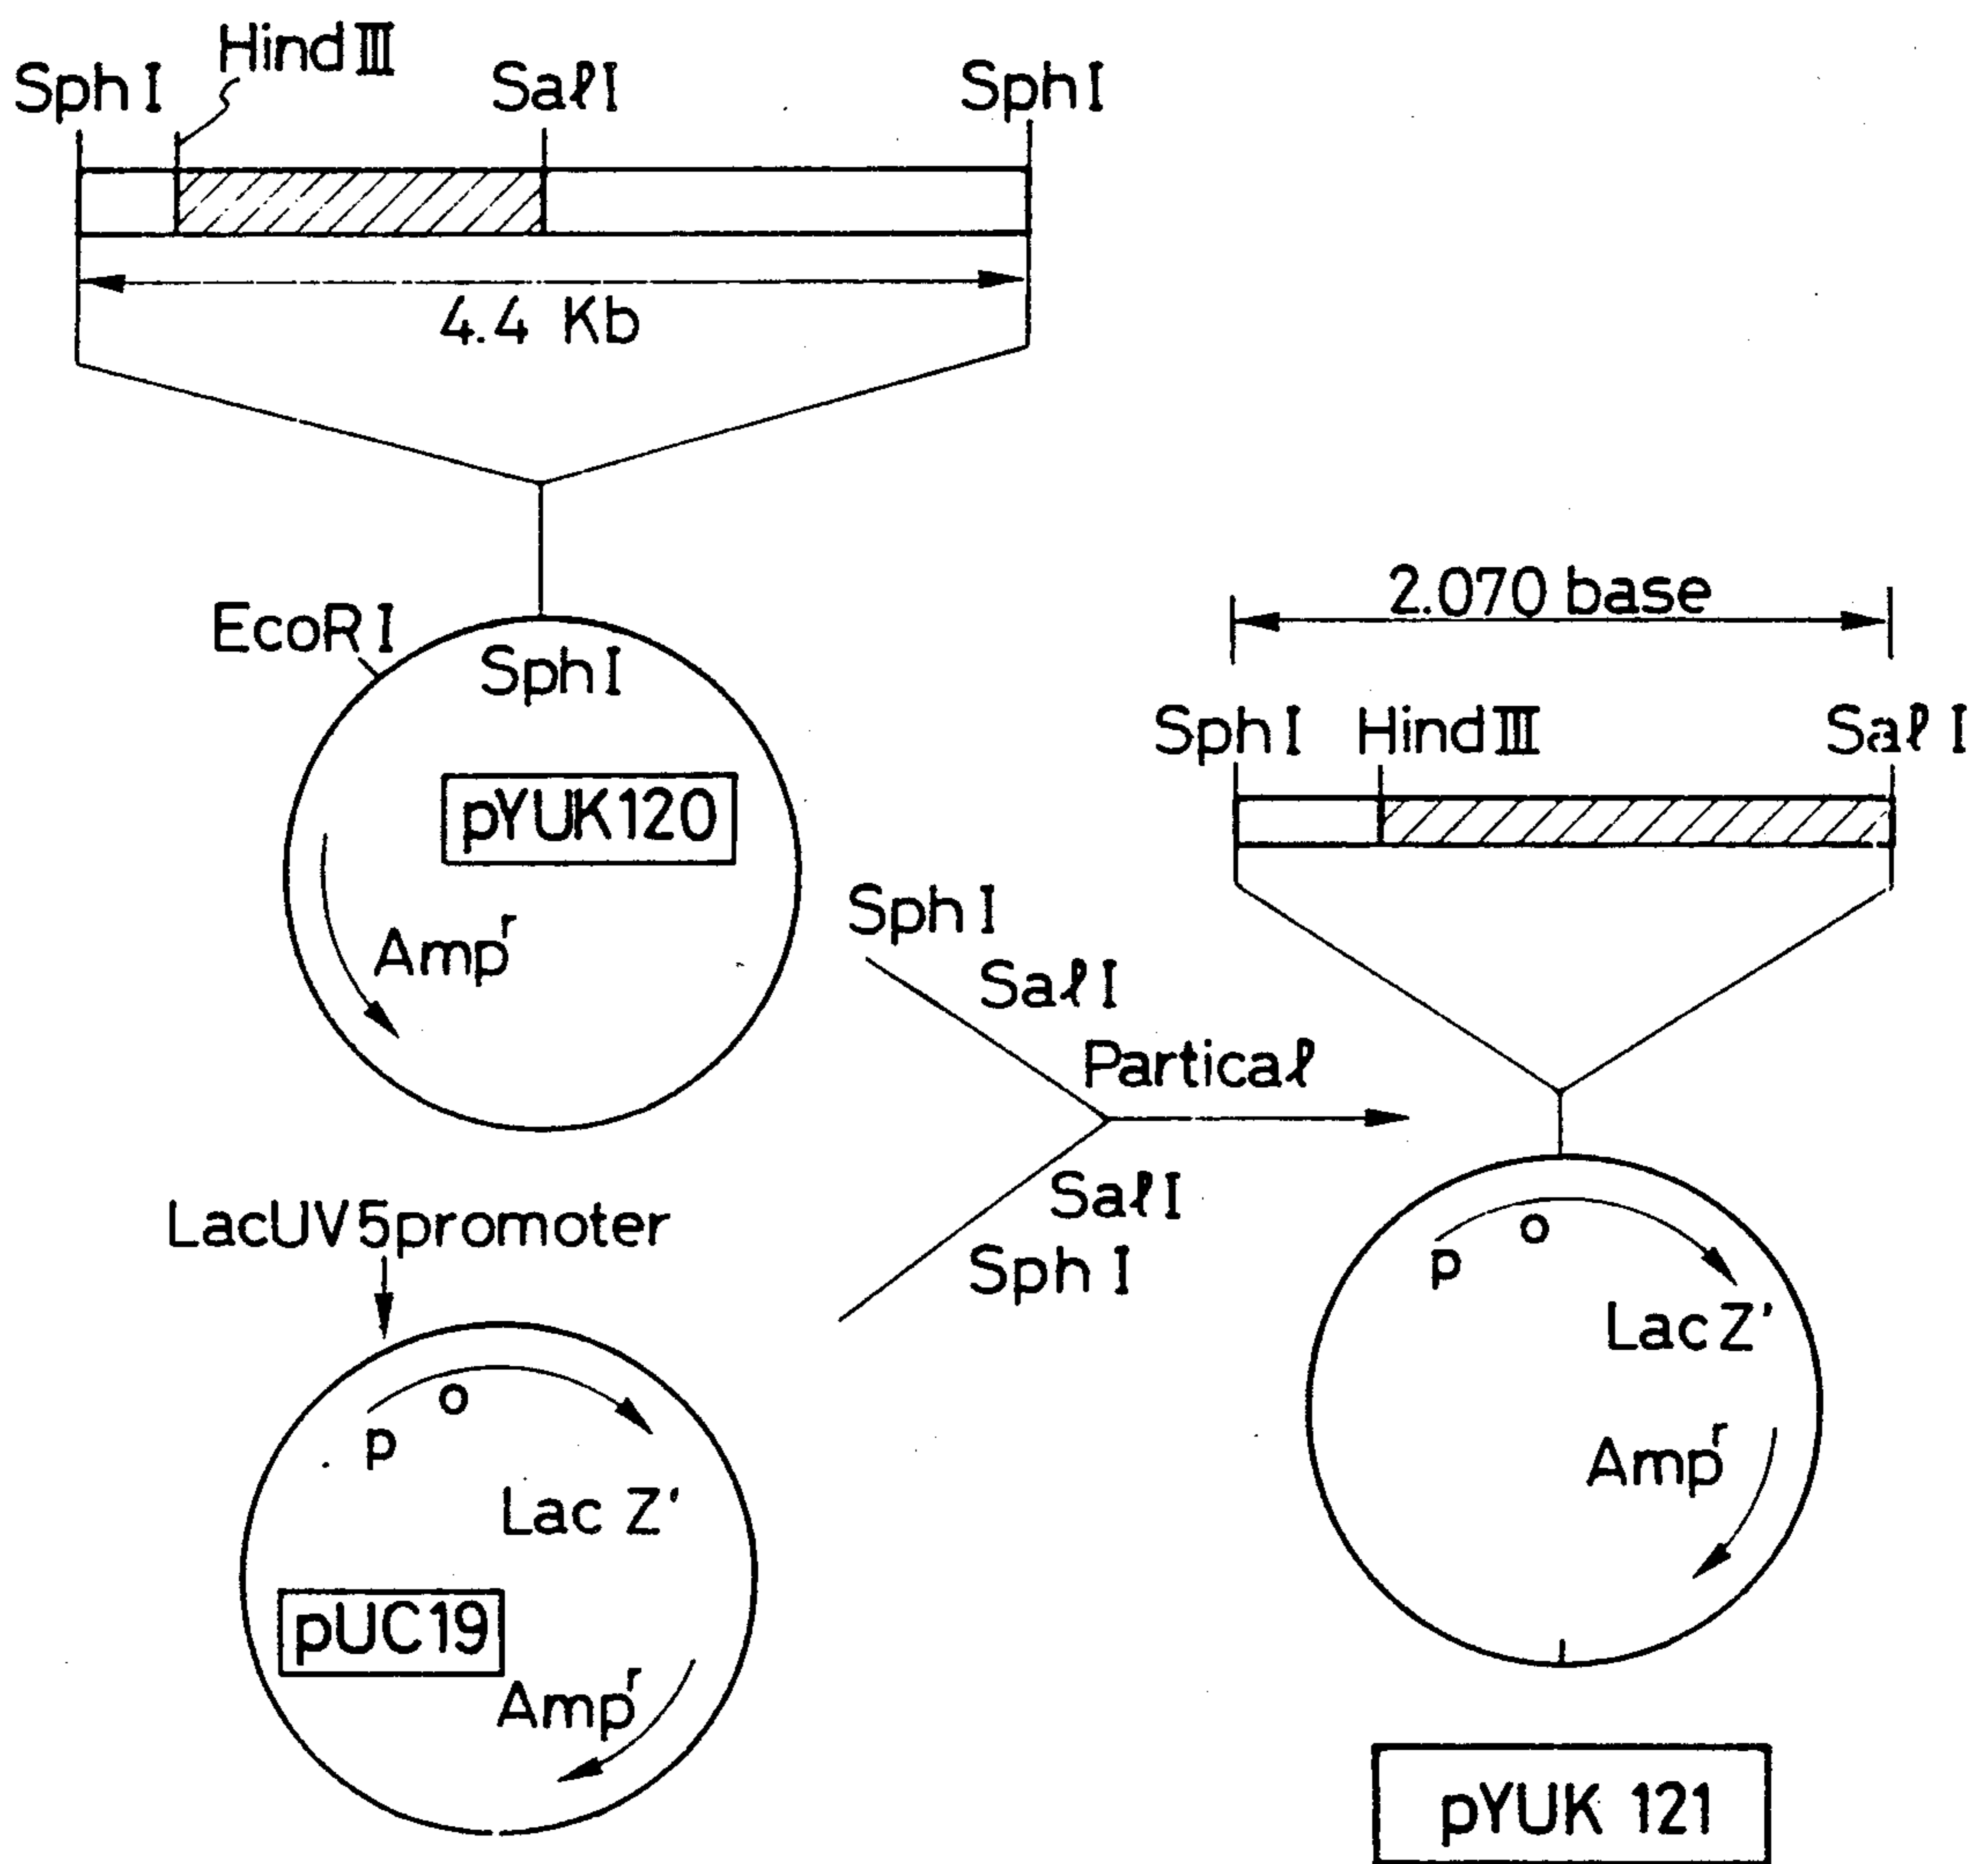 Hind III
Sph I
Sal I
Sph I
4.4 Kb
EcoR I
Sph I
pYUK120
Amp^r
2.070 base
Sph I
Hind III
Sal I
Sph I
Sal I
Partical
Sal I
Sph I
LacUV5promoter
p
o
Lac Z'
pUC19
Amp^r
p
o
Lac Z'
Amp^r
pYUK 121